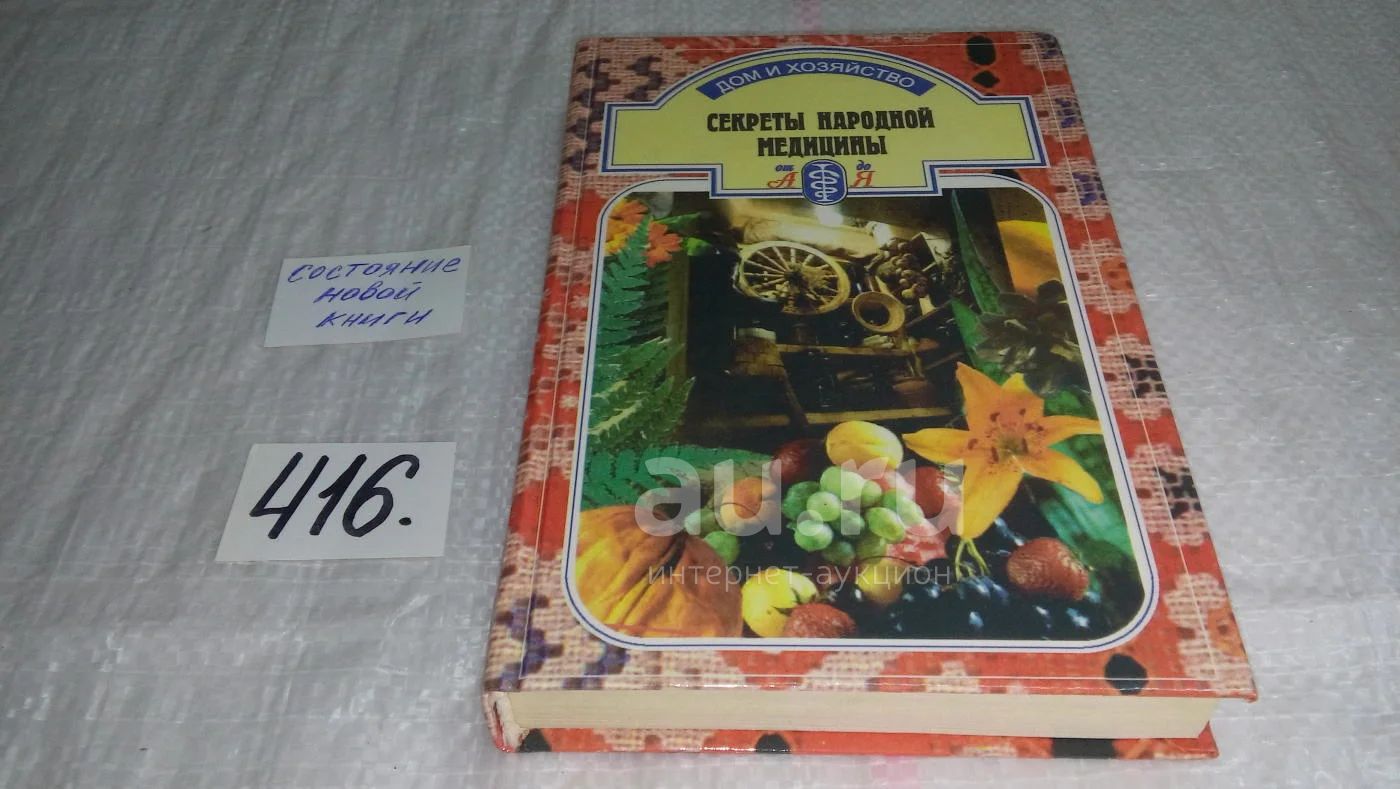 ДОМ И ХОЗЯЙСТВО
СЕКРЕТЫ НАРОДНОЙ
МЕДИЦИНЫ
от А до Я
состояние
новой
книги
416.
au.ru
интернет-аукцион